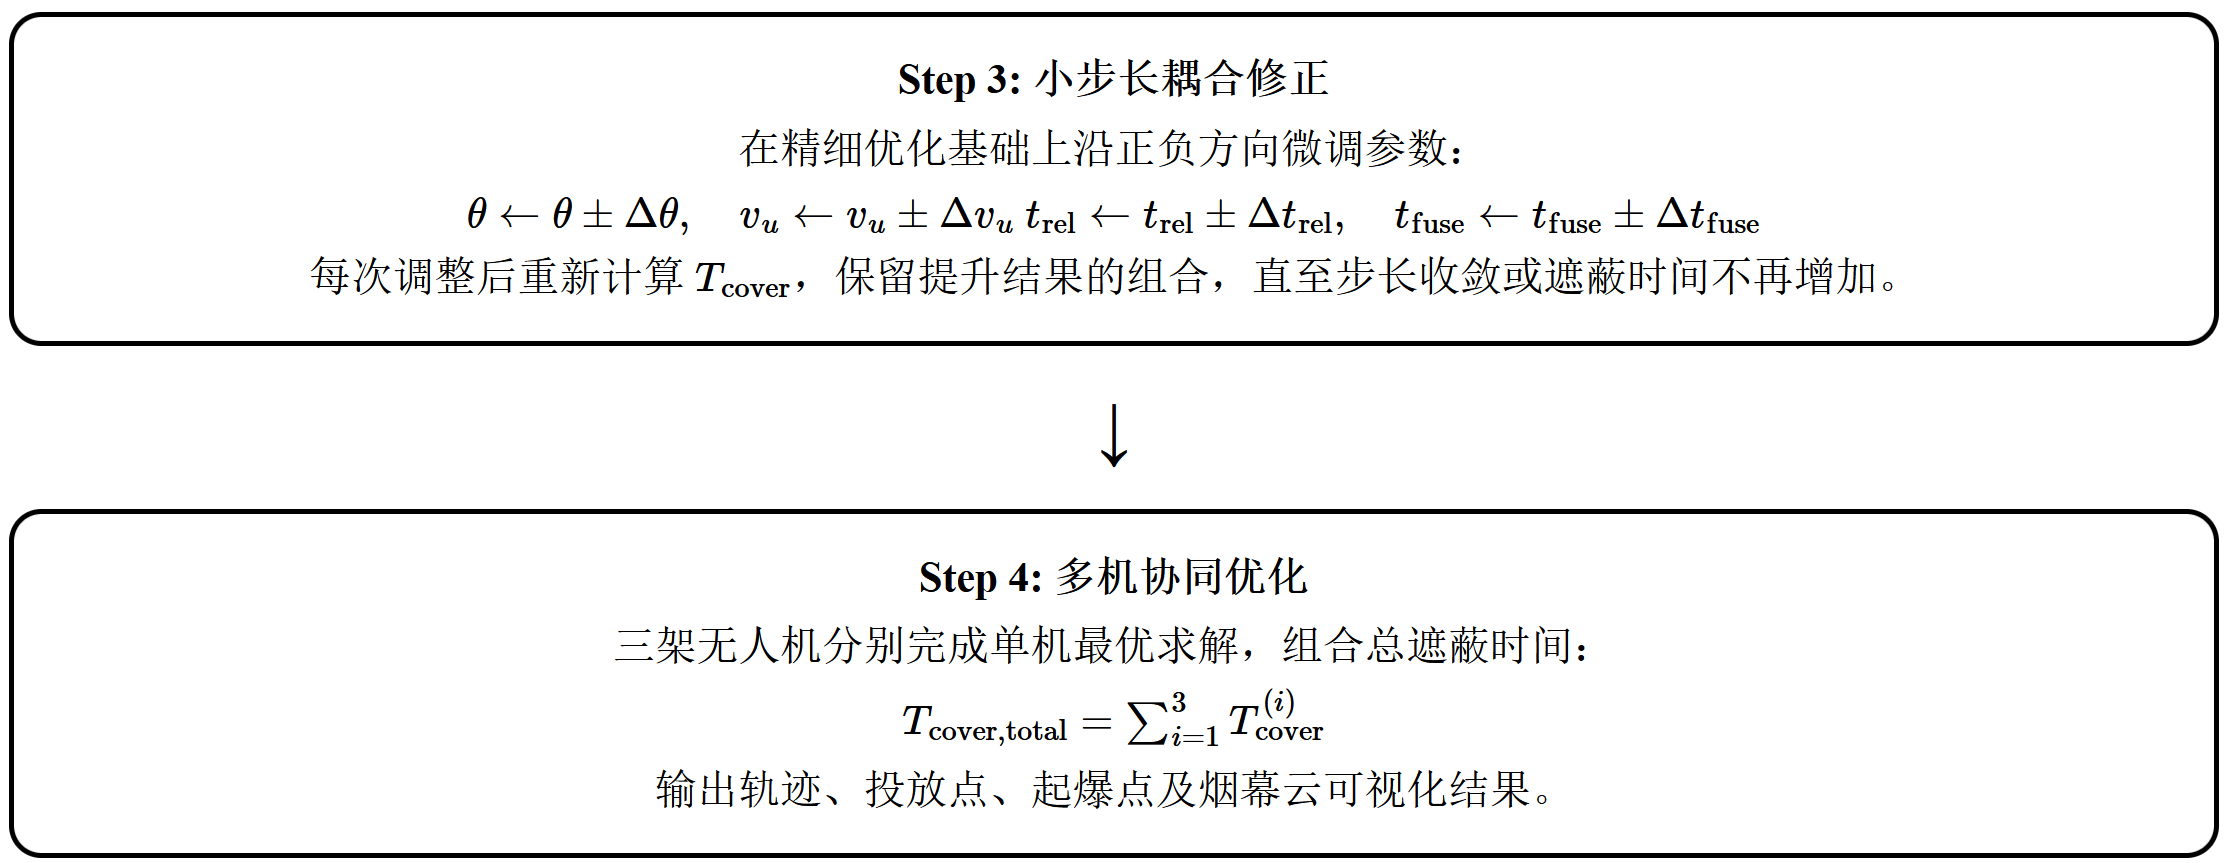 Step 3: 小步长耦合修正
在精细优化基础上沿正负方向微调参数：
θ ← θ ± Δθ, v_u ← v_u ± Δv_u t_rel ← t_rel ± Δt_rel, t_fuse ← t_fuse ± Δt_fuse
每次调整后重新计算 T_cover，保留提升结果的组合，直至步长收敛或遮蔽时间不再增加。
↓
Step 4: 多机协同优化
三架无人机分别完成单机最优求解，组合总遮蔽时间：
T_cover,total = ∑_{i=1}^{3} T_cover^{(i)}
输出轨迹、投放点、起爆点及烟幕云可视化结果。